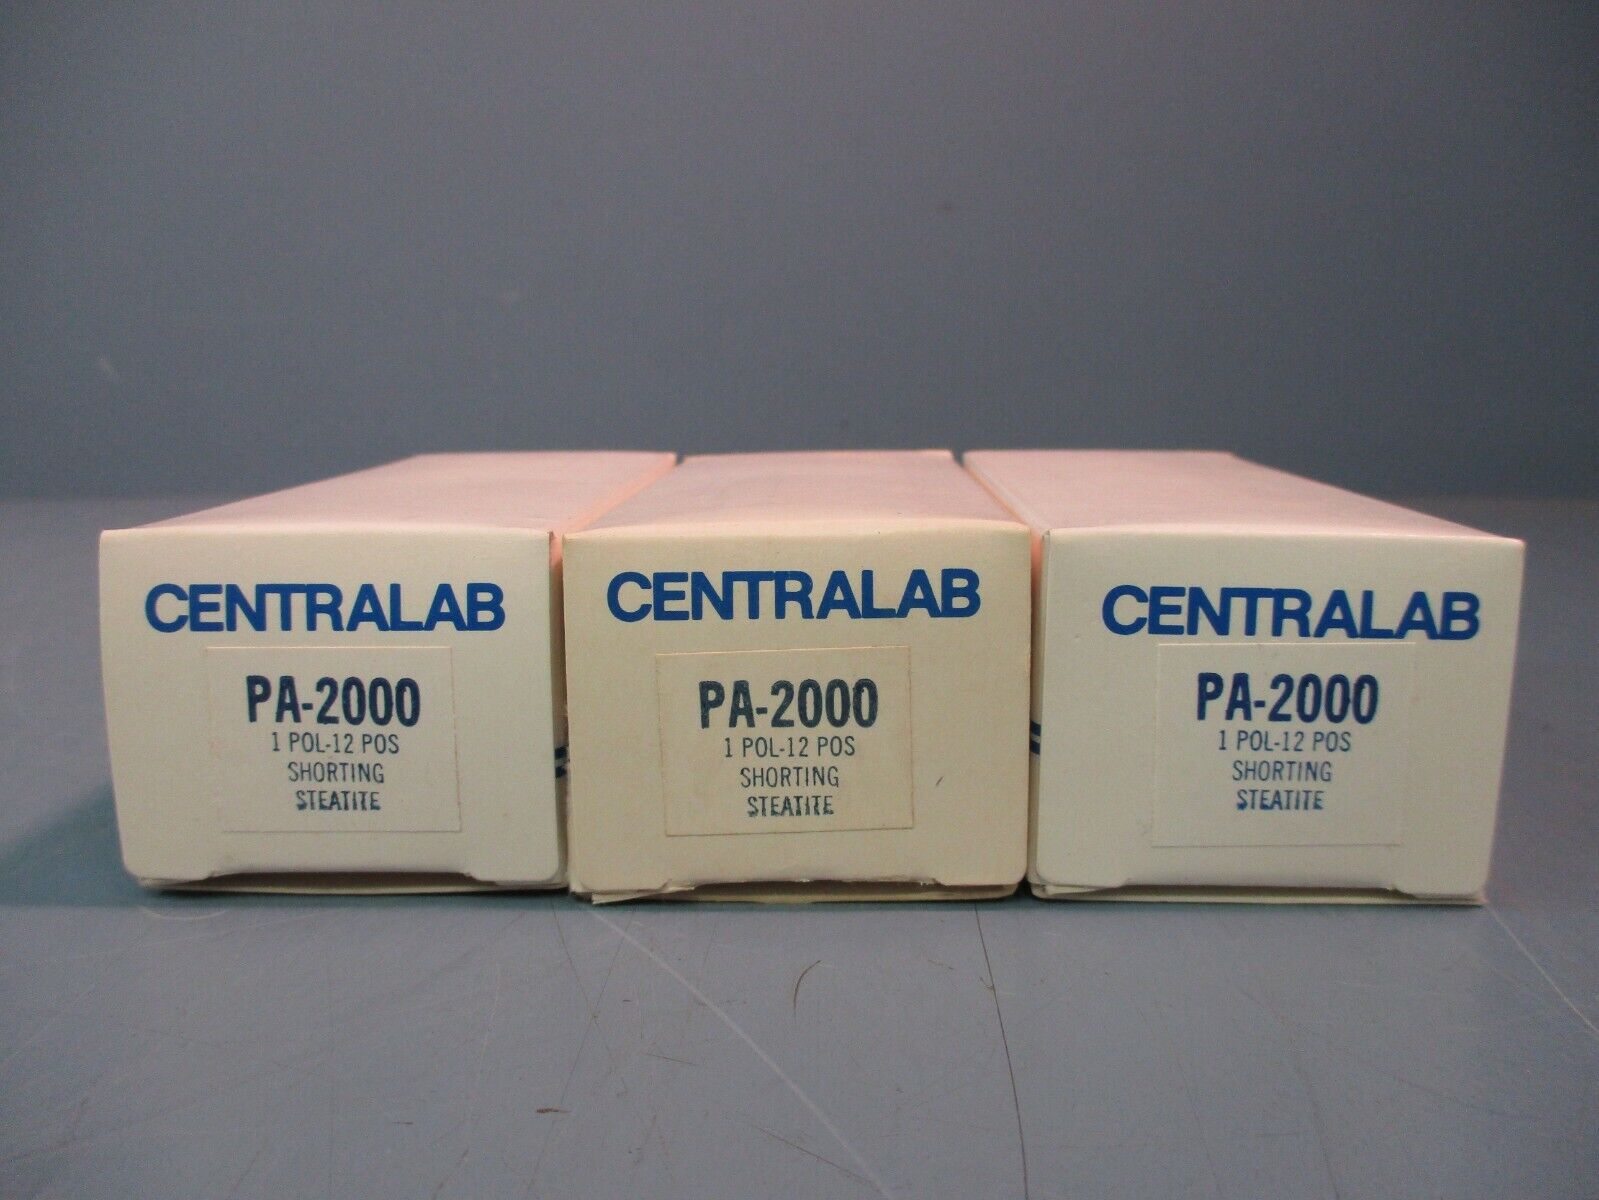 CENTRALAB
PA-2000
1 POL-12 POS
SHORTING
STEATITE
CENTRALAB
PA-2000
1 POL-12 POS
SHORTING
STEATITE
CENTRALAB
PA-2000
1 POL-12 POS
SHORTING
STEATITE